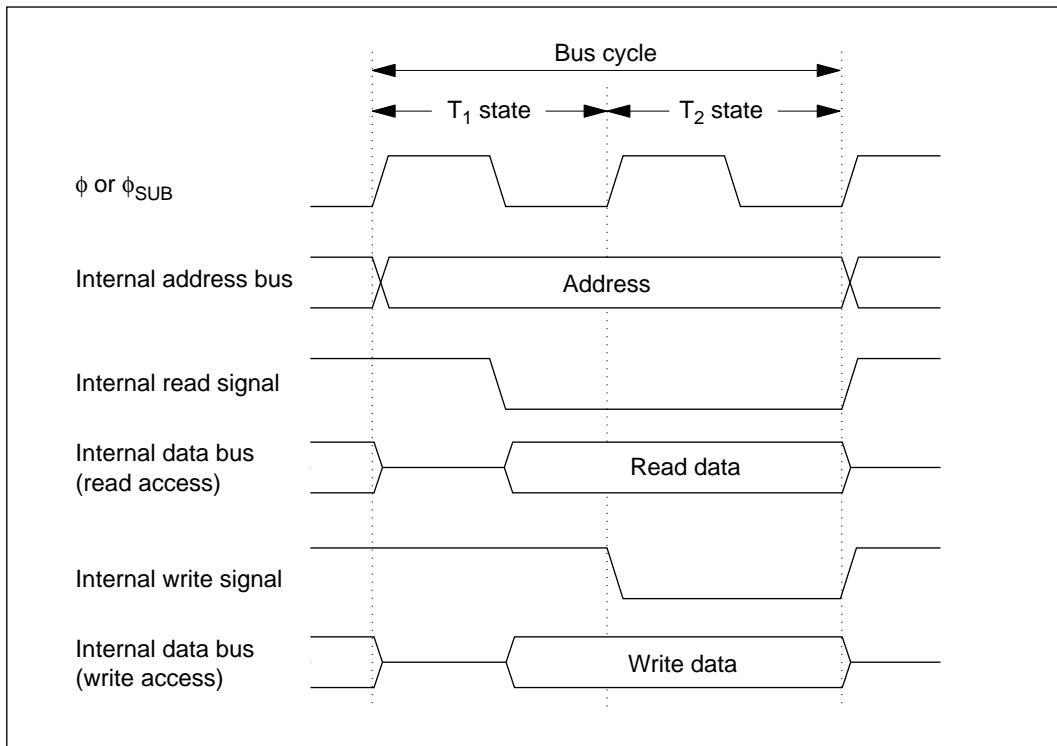 Bus cycle
T₁ state
T₂ state
ϕ or ϕSUB
Internal address bus
Address
Internal read signal
Internal data bus
(read access)
Read data
Internal write signal
Internal data bus
(write access)
Write data